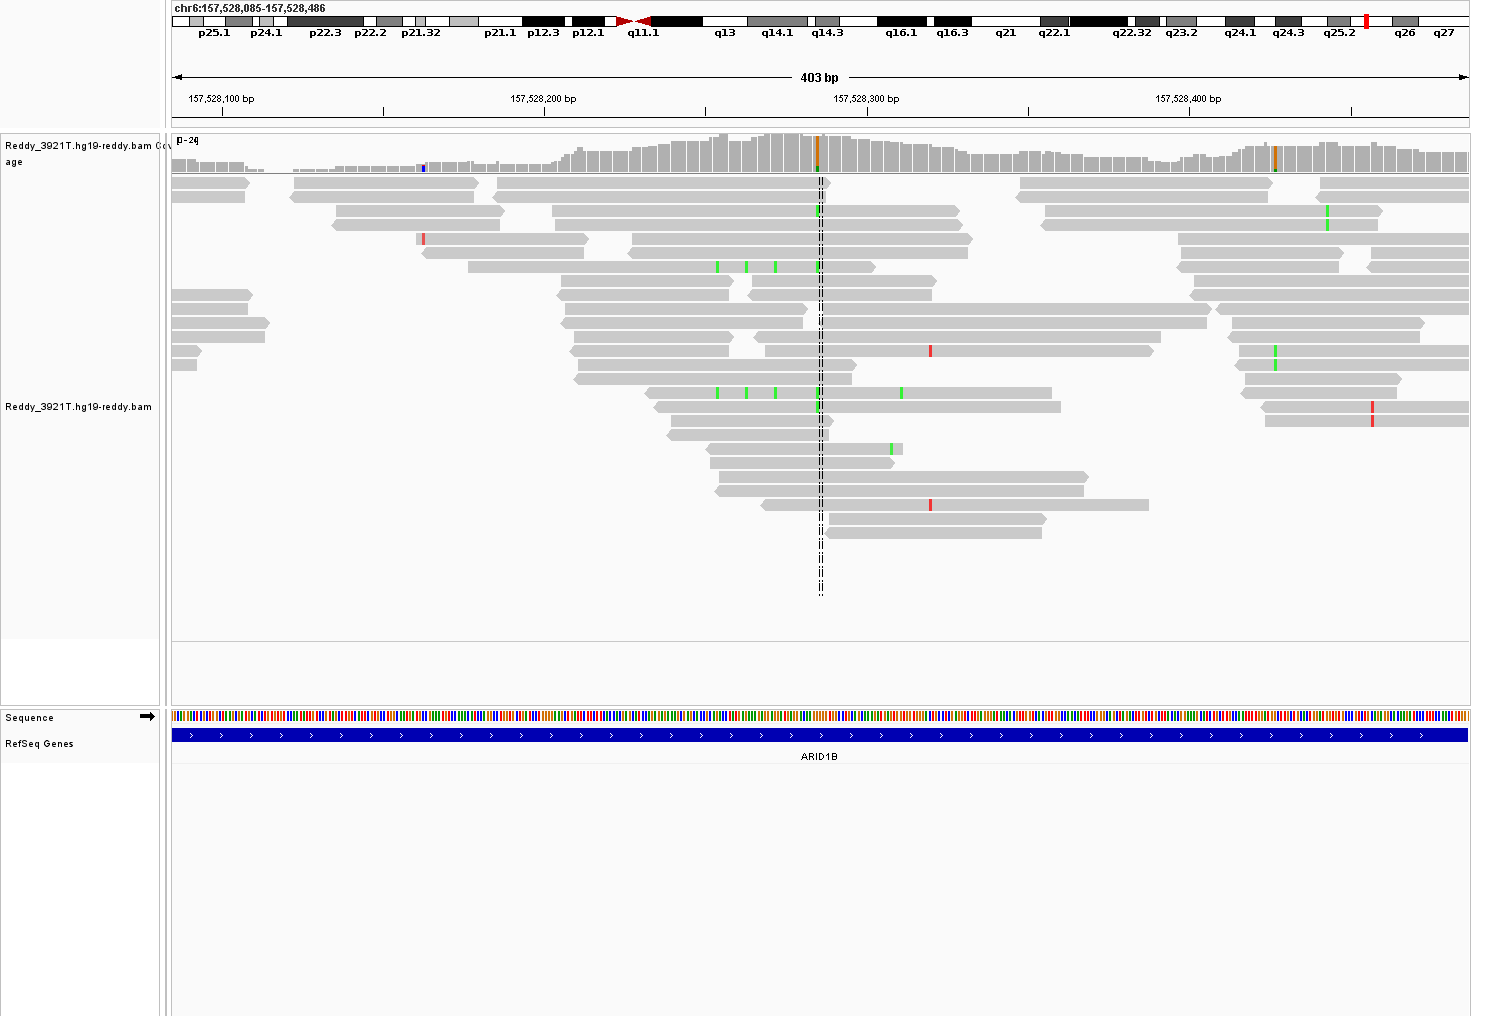 chr6:157,528,085-157,528,486
p25.1 p24.1 p22.3 p22.2 p21.32 p21.1 p12.3 p12.1 q11.1 q13 q14.1 q14.3 q16.1 q16.3 q21 q22.1 q22.32 q23.2 q24.1 q24.3 q25.2 q26 q27
403 bp
157,528,100 bp 157,528,200 bp 157,528,300 bp 157,528,400 bp
Reddy_3921T.hg19-reddy.bam Cov
age
[0-24]
Reddy_3921T.hg19-reddy.bam
Sequence
RefSeq Genes
ARID1B